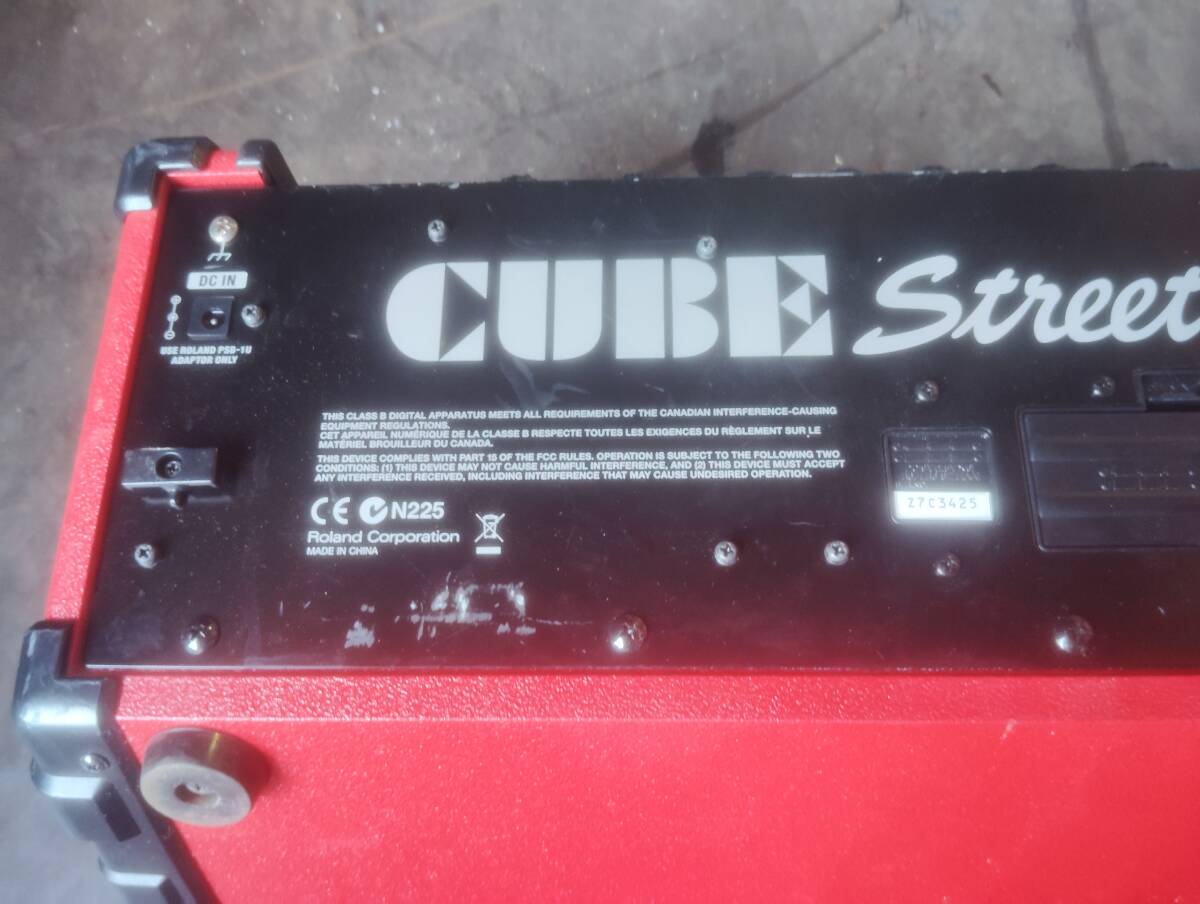 CUBE Street
DC IN
USE ROLAND PSB-1U
ADAPTOR ONLY
THIS CLASS B DIGITAL APPARATUS MEETS ALL REQUIREMENTS OF THE CANADIAN INTERFERENCE-CAUSING
EQUIPMENT REGULATIONS.
CET APPAREIL NUMÉRIQUE DE LA CLASSE B RESPECTE TOUTES LES EXIGENCES DU RÈGLEMENT SUR LE
MATÉRIEL BROUILLEUR DU CANADA.
THIS DEVICE COMPLIES WITH PART 15 OF THE FCC RULES. OPERATION IS SUBJECT TO THE FOLLOWING TWO
CONDITIONS: (1) THIS DEVICE MAY NOT CAUSE HARMFUL INTERFERENCE, AND (2) THIS DEVICE MUST ACCEPT
ANY INTERFERENCE RECEIVED, INCLUDING INTERFERENCE THAT MAY CAUSE UNDESIRED OPERATION.
Z7C3425
CE N225
Roland Corporation
MADE IN CHINA